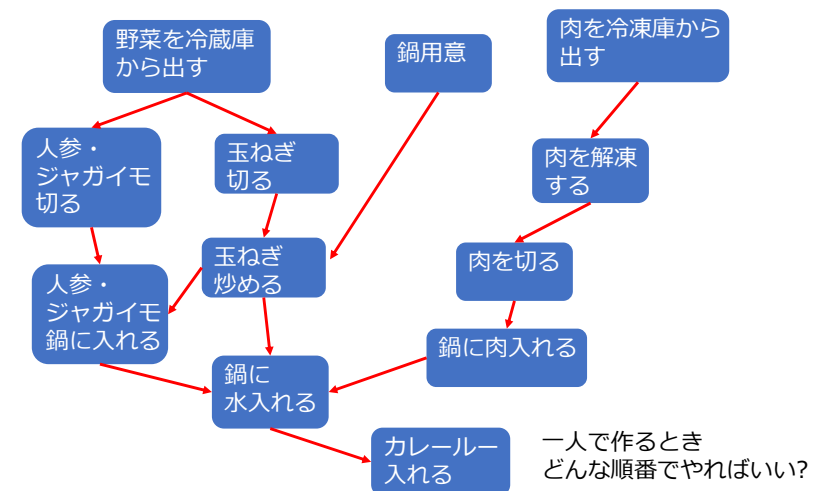 野菜を冷蔵庫
から出す
鍋用意
肉を冷凍庫から
出す
人参・
ジャガイモ
切る
玉ねぎ
切る
肉を解凍
する
玉ねぎ
炒める
肉を切る
人参・
ジャガイモ
鍋に入れる
鍋に肉入れる
鍋に
水入れる
カレールー
入れる
一人で作るとき
どんな順番でやればいい?